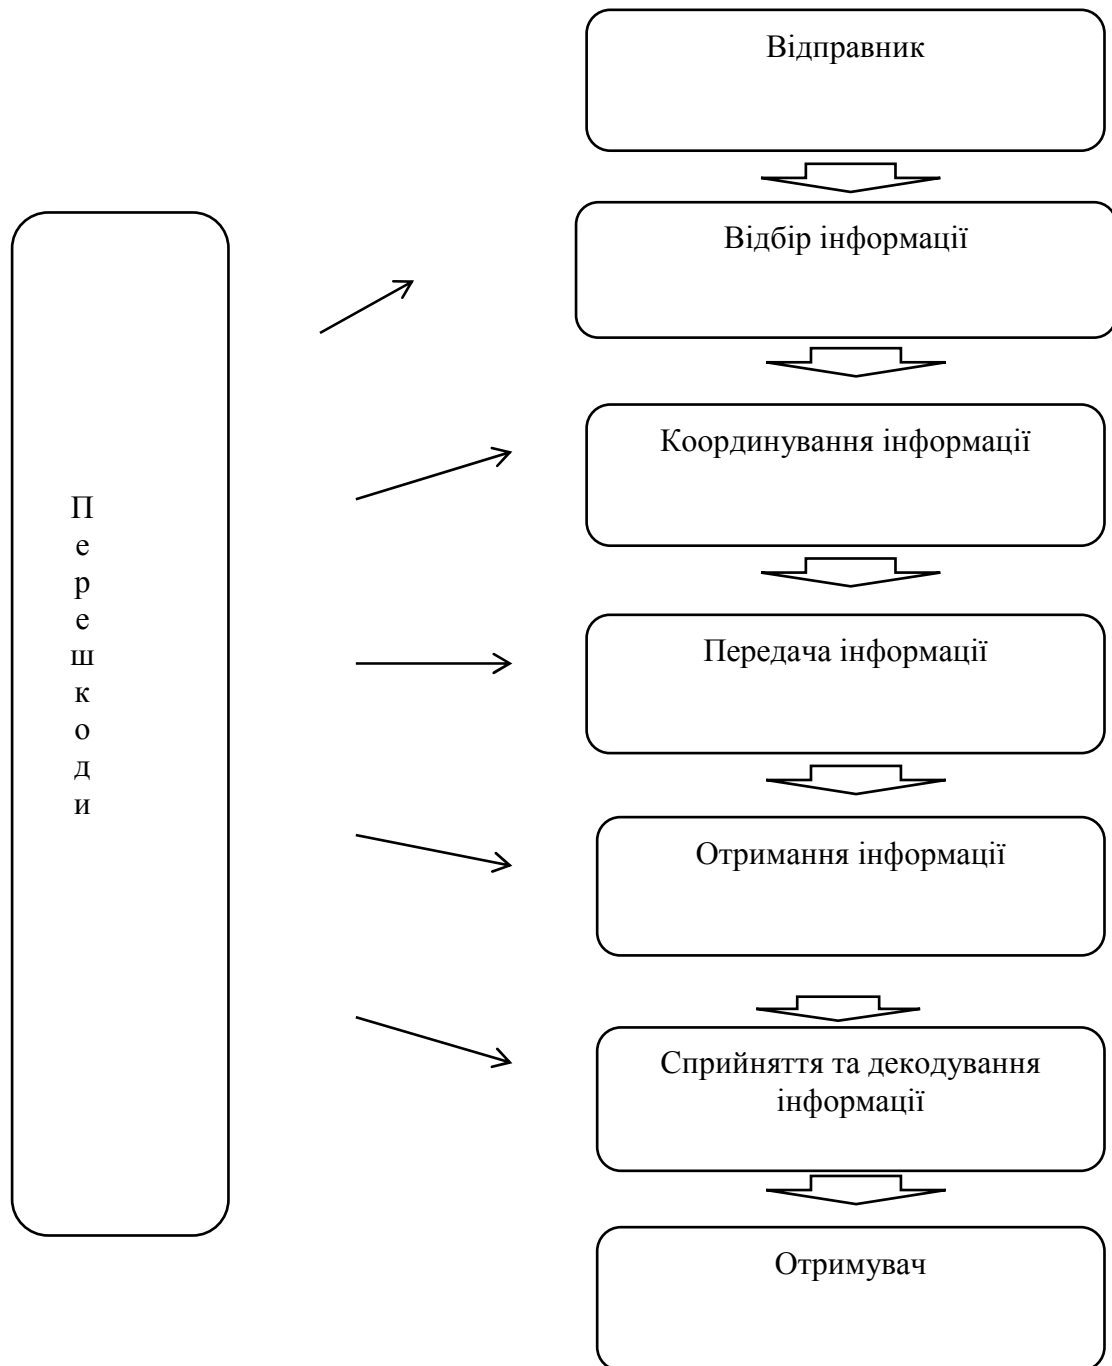 Відправник
Відбір інформації
Координування інформації
П
е
р
е
ш
к
о
д
и
Передача інформації
Отримання інформації
Сприйняття та декодування
інформації
Отримувач